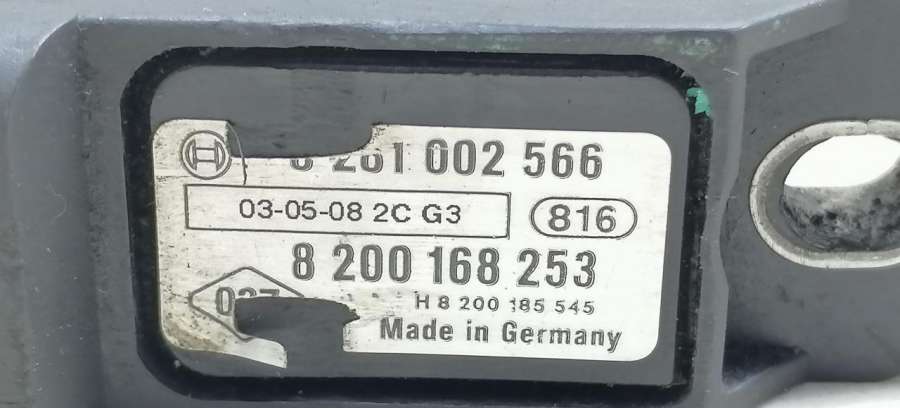 281 002 566
03-05-08 2C G3
816
8 200 168 253
H 8 200 185 545
Made in Germany